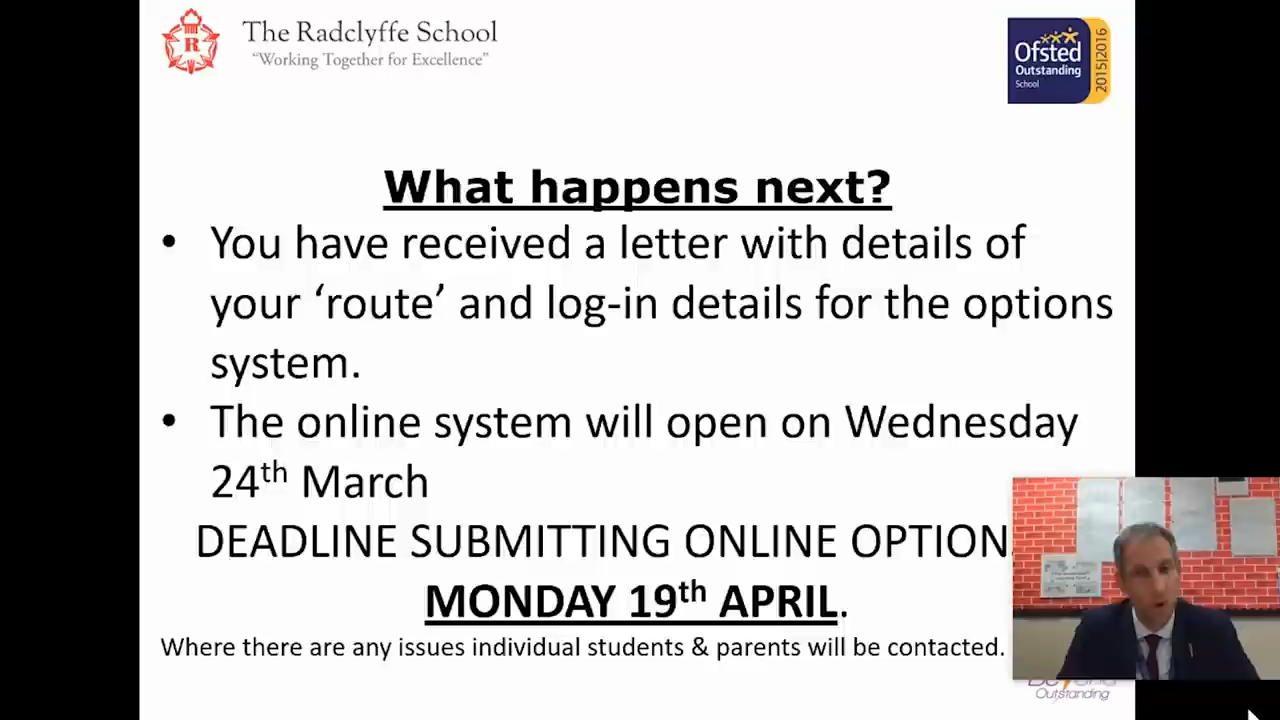 The Radclyffe School
“Working Together for Excellence”
R
Ofsted
Outstanding
School
2015|2016
What happens next?
• You have received a letter with details of
your ‘route’ and log-in details for the options
system.
• The online system will open on Wednesday
24th March
DEADLINE SUBMITTING ONLINE OPTION
MONDAY 19th APRIL.
Where there are any issues individual students & parents will be contacted.
Outstanding